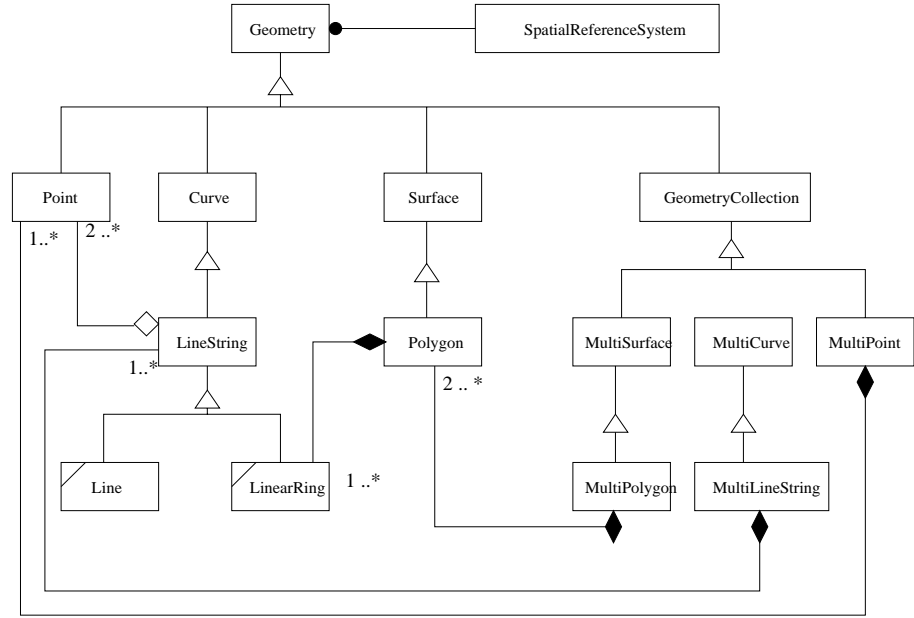 Geometry
SpatialReferenceSystem
Point
Curve
Surface
GeometryCollection
1..*
2 ..*
LineString
Polygon
MultiSurface
MultiCurve
MultiPoint
1..*
2 .. *
Line
LinearRing
1 ..*
MultiPolygon
MultiLineString